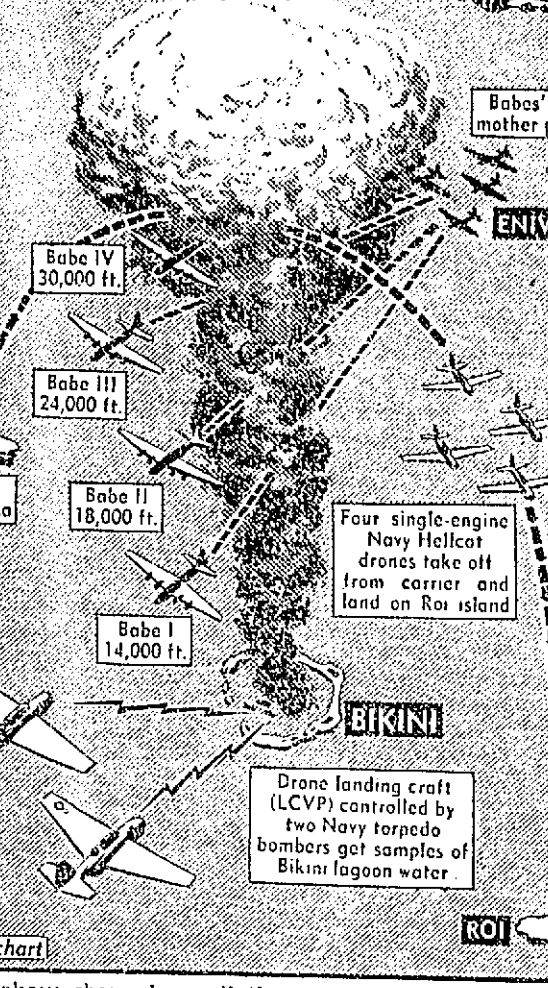 Babes'
mother
ENIW
Babe IV
30,000 ft.
Babe III
24,000 ft.
Babe II
18,000 ft.
Four single-engine
Navy Hellcat
drones take off
from carrier and
land on Roi island
Babe I
14,000 ft.
BIKINI
Drone landing craft
(LCVP) controlled by
two Navy torpedo
bombers get samples of
Bikini lagoon water
ROI
chart